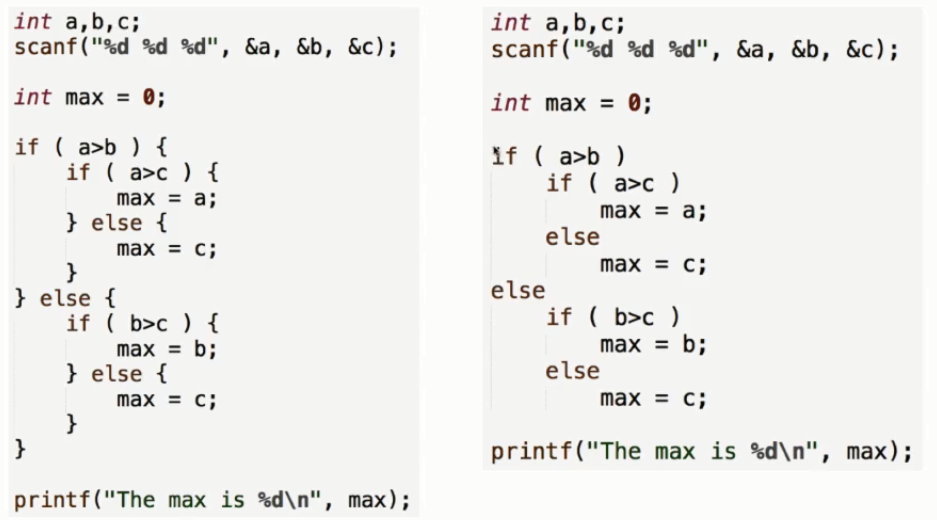 int a,b,c;
scanf("%d %d %d", &a, &b, &c);
int max = 0;
if ( a>b ) {
if ( a>c ) {
max = a;
} else {
max = c;
}
} else {
if ( b>c ) {
max = b;
} else {
max = c;
}
}
printf("The max is %d\n", max);
int a,b,c;
scanf("%d %d %d", &a, &b, &c);
int max = 0;
if ( a>b )
if ( a>c )
max = a;
else
max = c;
else
if ( b>c )
max = b;
else
max = c;
printf("The max is %d\n", max);